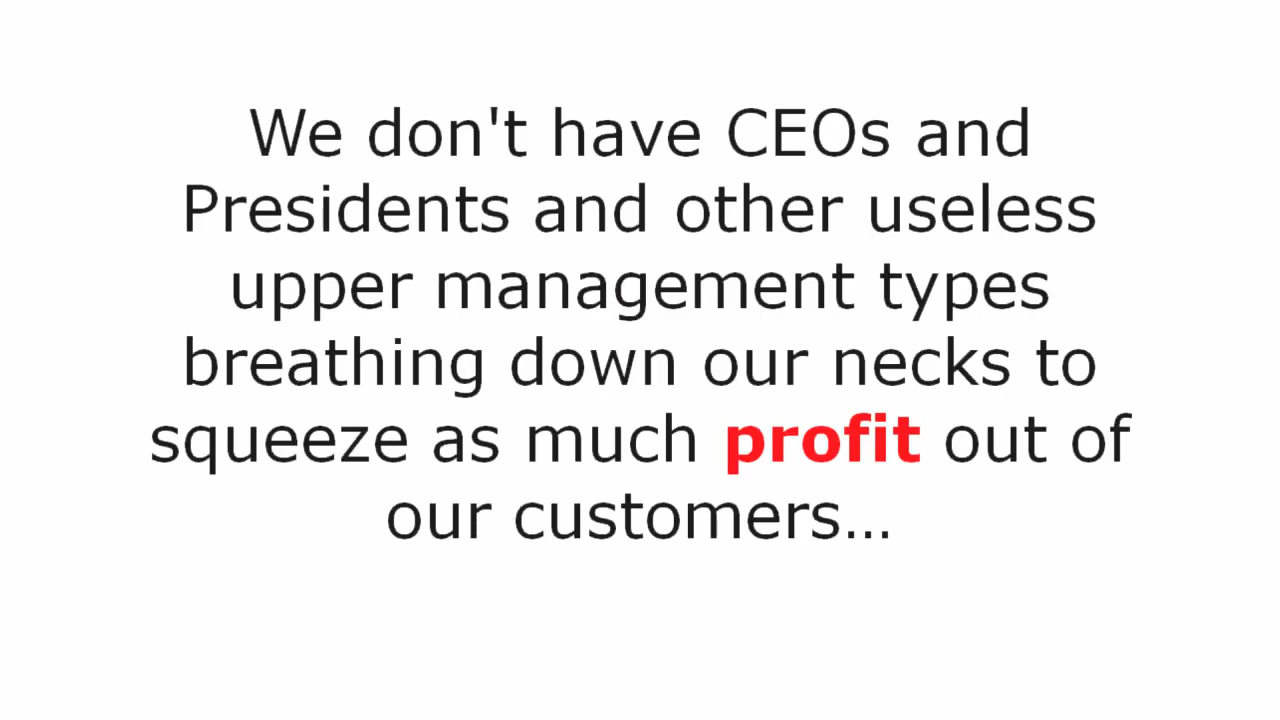 We don't have CEOs and
Presidents and other useless
upper management types
breathing down our necks to
squeeze as much profit out of
our customers...